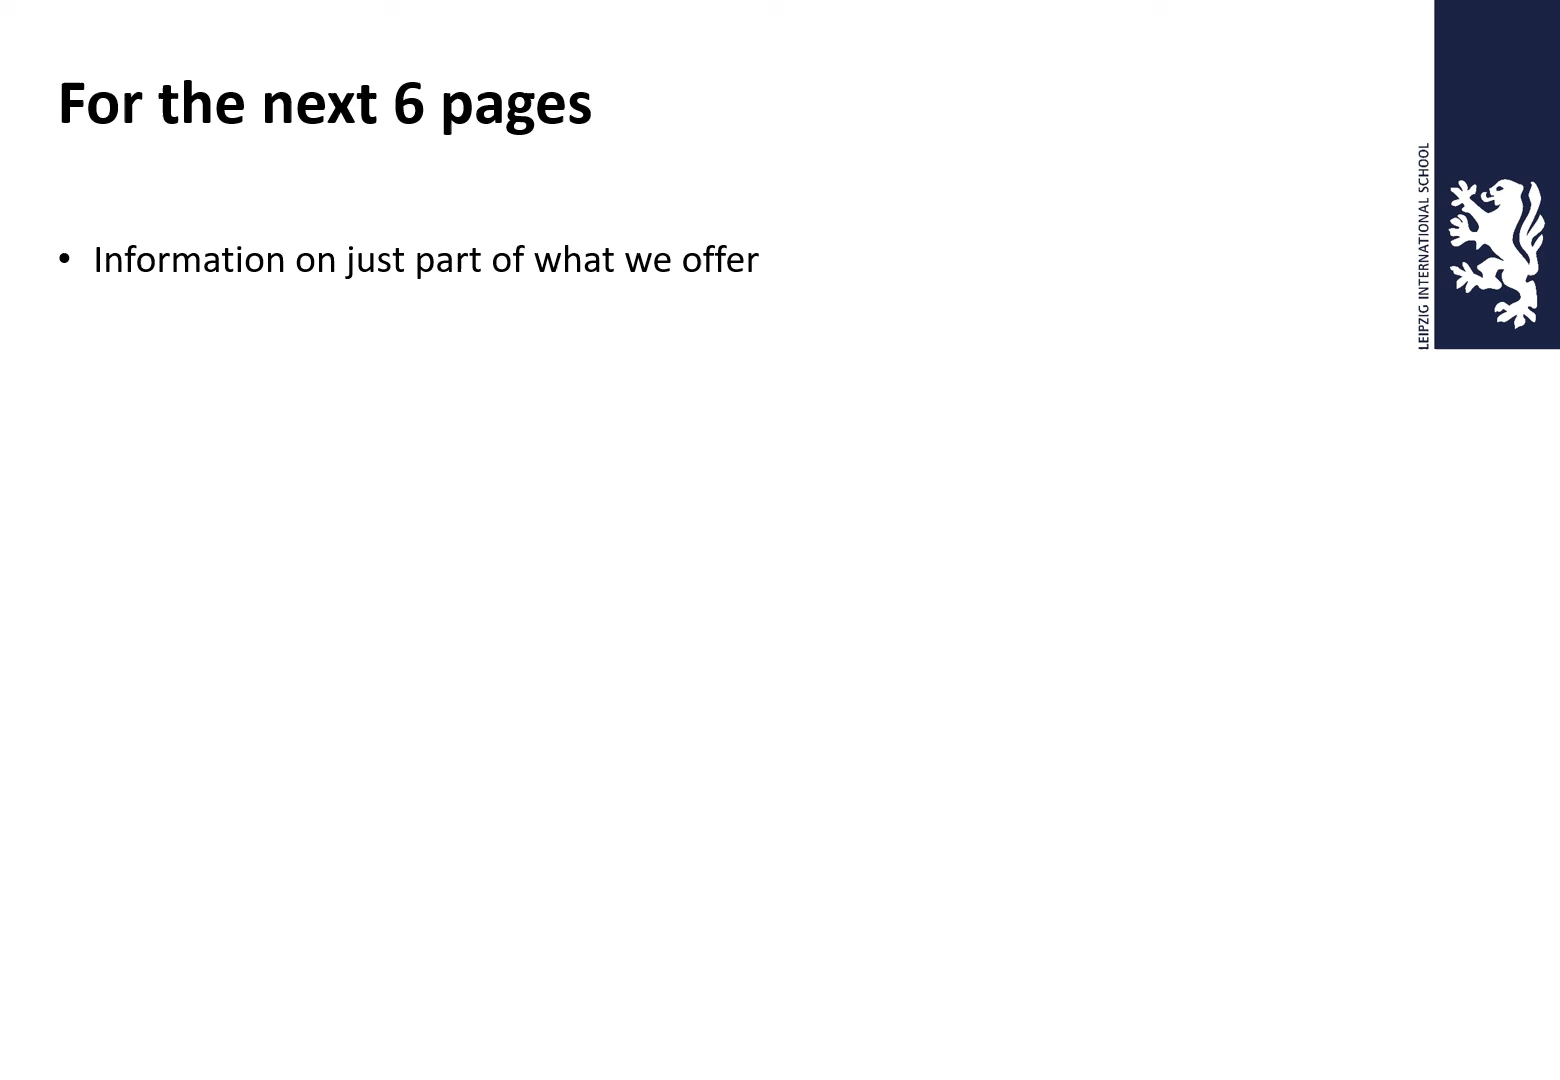 For the next 6 pages
• Information on just part of what we offer
LEIPZIG INTERNATIONAL SCHOOL